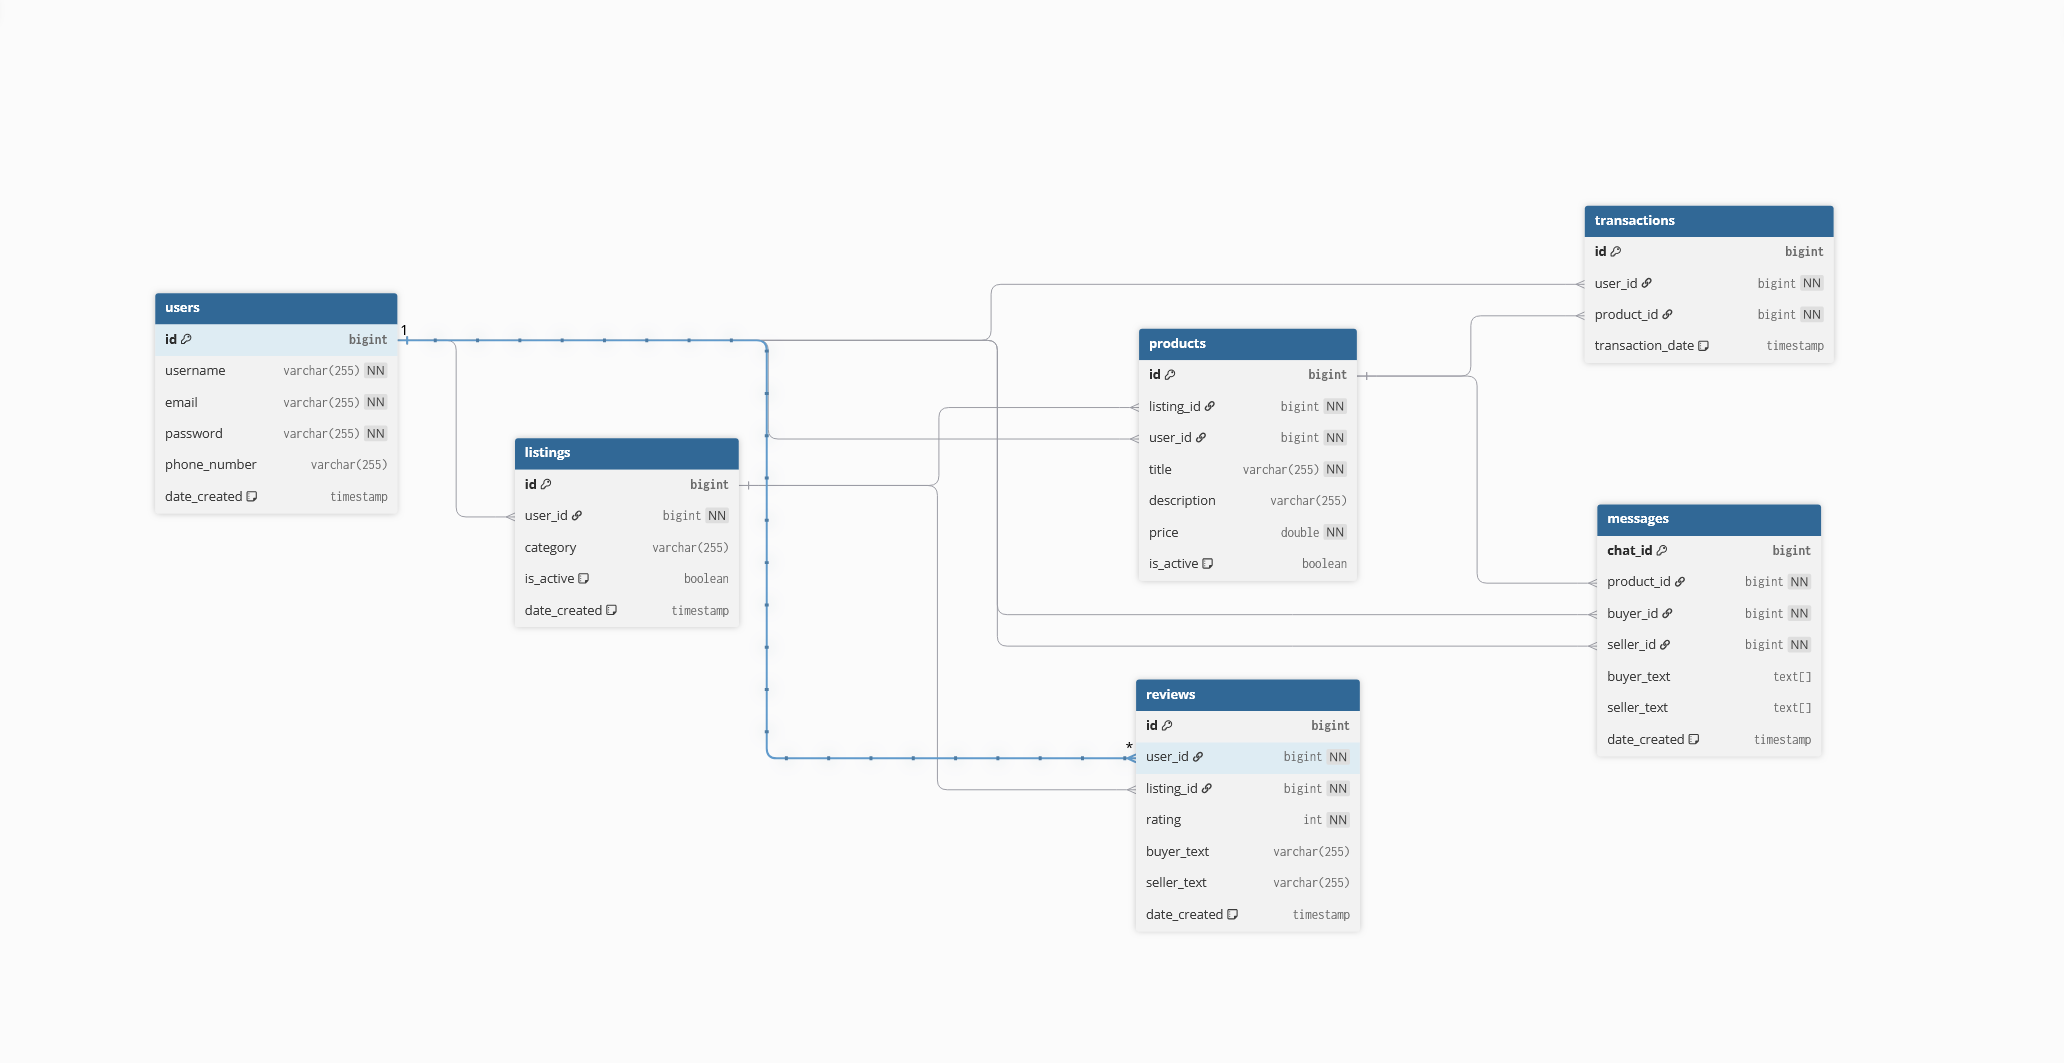 users
id bigint
username varchar(255) NN
email varchar(255) NN
password varchar(255) NN
phone_number varchar(255)
date_created timestamp
1
listings
id bigint
user_id bigint NN
category varchar(255)
is_active boolean
date_created timestamp
products
id bigint
listing_id bigint NN
user_id bigint NN
title varchar(255) NN
description varchar(255)
price double NN
is_active boolean
reviews
id bigint
*
user_id bigint NN
listing_id bigint NN
rating int NN
buyer_text varchar(255)
seller_text varchar(255)
date_created timestamp
transactions
id bigint
user_id bigint NN
product_id bigint NN
transaction_date timestamp
messages
chat_id bigint
product_id bigint NN
buyer_id bigint NN
seller_id bigint NN
buyer_text text[]
seller_text text[]
date_created timestamp